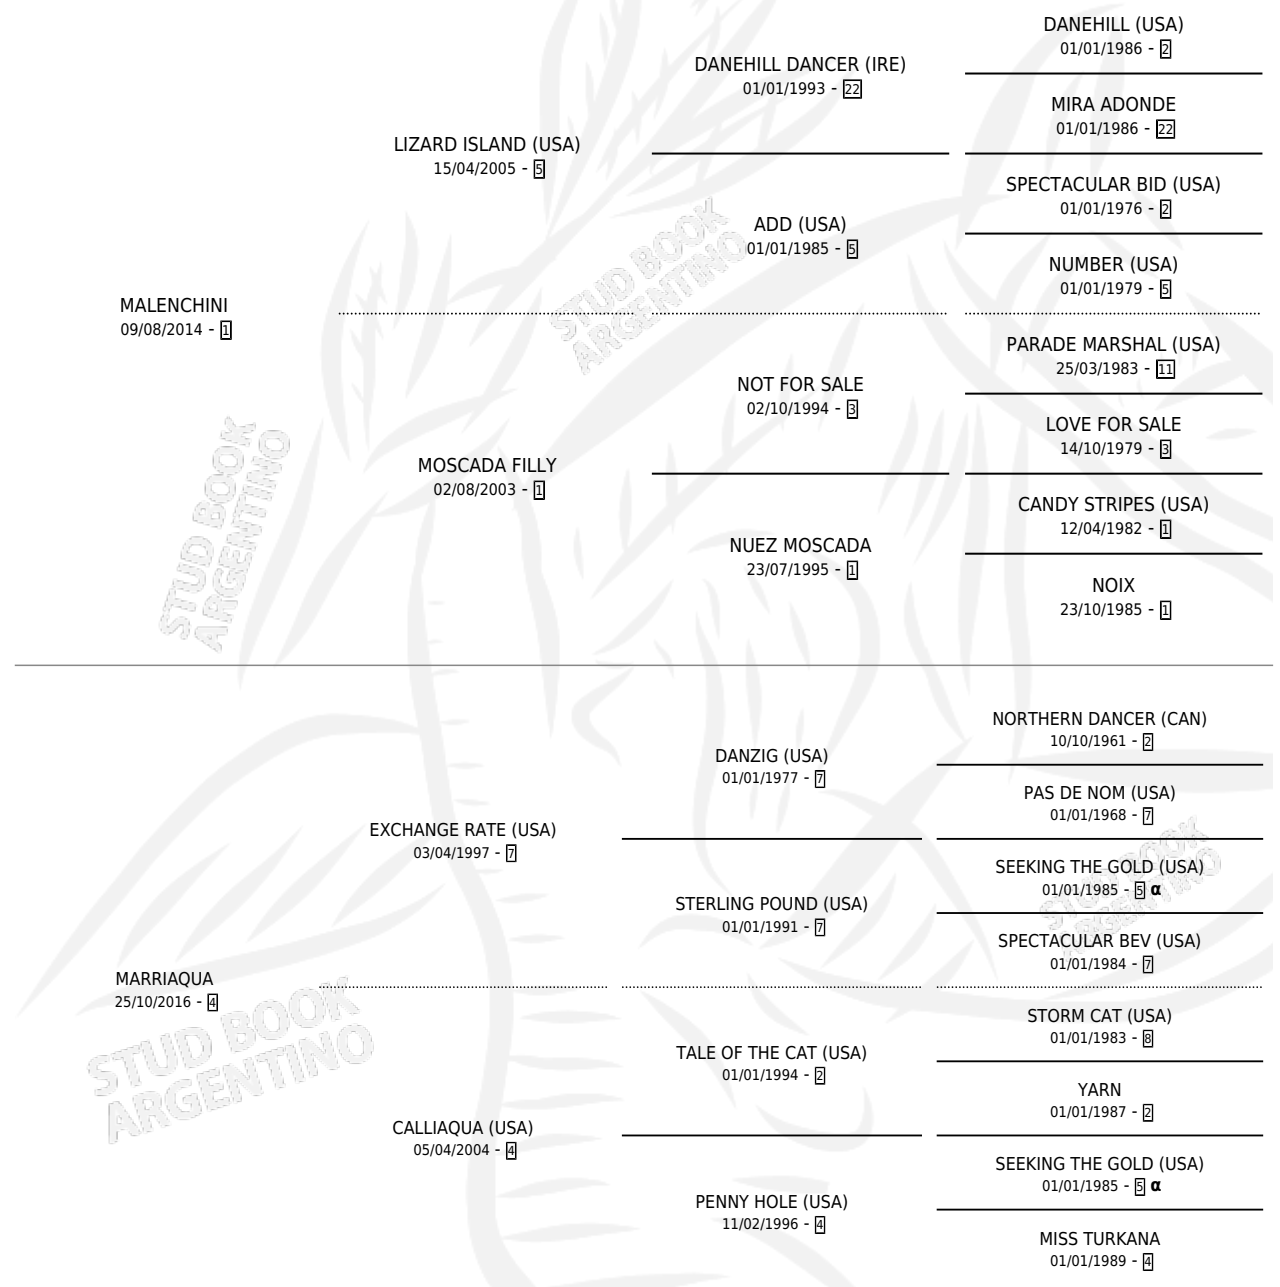 DANEHILL (USA)
01/01/1986 - 2
DANEHILL DANCER (IRE)
01/01/1993 - 22
MIRA ADONDE
01/01/1986 - 22
LIZARD ISLAND (USA)
15/04/2005 - 5
SPECTACULAR BID (USA)
01/01/1976 - 2
ADD (USA)
01/01/1985 - 5
NUMBER (USA)
01/01/1979 - 5
STUD BOOK
ARGENTINO
MALENCHINI
09/08/2014 - 1
PARADE MARSHAL (USA)
25/03/1983 - 11
NOT FOR SALE
02/10/1994 - 3
LOVE FOR SALE
14/10/1979 - 3
MOSCADA FILLY
02/08/2003 - 1
CANDY STRIPES (USA)
12/04/1982 - 1
NUEZ MOSCADA
23/07/1995 - 1
NOIX
23/10/1985 - 1
STUD BOOK
ARGENTINO
NORTHERN DANCER (CAN)
10/10/1961 - 2
DANZIG (USA)
01/01/1977 - 7
PAS DE NOM (USA)
01/01/1968 - 7
EXCHANGE RATE (USA)
03/04/1997 - 7
SEEKING THE GOLD (USA)
01/01/1985 - 5 α
STERLING POUND (USA)
01/01/1991 - 7
SPECTACULAR BEV (USA)
01/01/1984 - 7
STUD BOOK
ARGENTINO
MARRIAQUA
25/10/2016 - 4
STORM CAT (USA)
01/01/1983 - 8
TALE OF THE CAT (USA)
01/01/1994 - 2
YARN
01/01/1987 - 2
CALLIAQUA (USA)
05/04/2004 - 4
SEEKING THE GOLD (USA)
01/01/1985 - 5 α
PENNY HOLE (USA)
11/02/1996 - 4
MISS TURKANA
01/01/1989 - 4
STUD BOOK
ARGENTINO